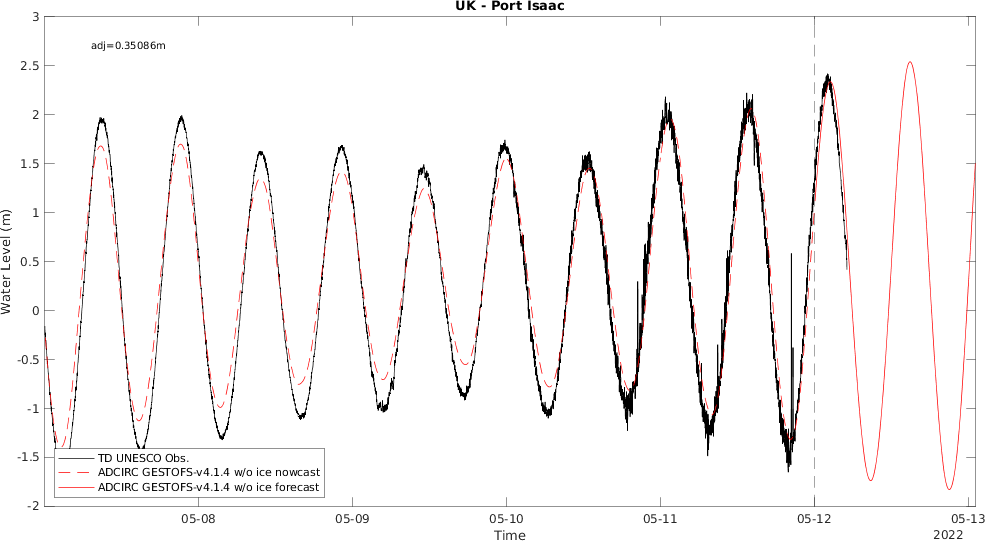 UK - Port Isaac
adj=0.35086m
3
2.5
2
1.5
1
0.5
0
-0.5
-1
-1.5
-2
Water Level (m)
TD UNESCO Obs.
ADCIRC GESTOFS-v4.1.4 w/o ice nowcast
ADCIRC GESTOFS-v4.1.4 w/o ice forecast
05-08 05-09 05-10 05-11 05-12 05-13
Time
2022